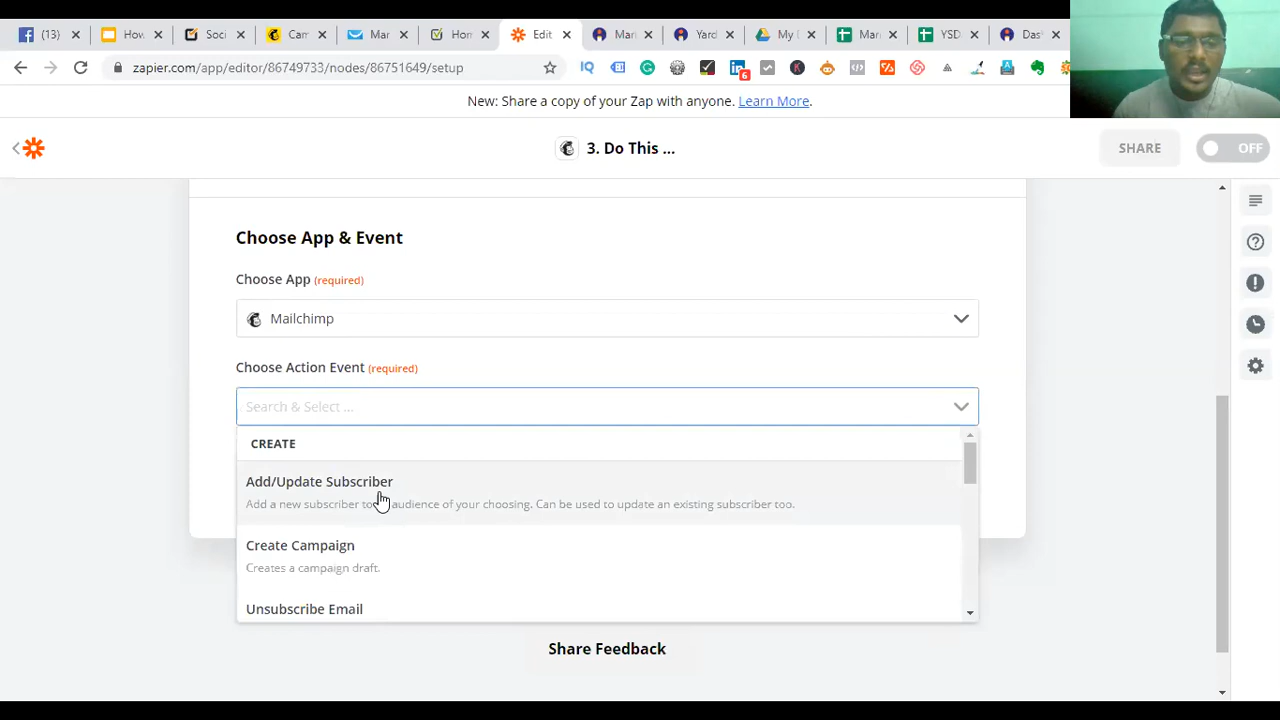 (13)
How
Soci
Cam
Mar
Hon
Edit
Mari
Yard
My D
Mar
YSD
Das
zapier.com/app/editor/86749733/nodes/86751649/setup
6
New: Share a copy of your Zap with anyone. Learn More.
3. Do This ...
SHARE
OFF
Choose App & Event
Choose App (required)
Mailchimp
Choose Action Event (required)
Search & Select ...
CREATE
Add/Update Subscriber
Add a new subscriber to audience of your choosing. Can be used to update an existing subscriber too.
Create Campaign
Creates a campaign draft.
Unsubscribe Email
Share Feedback